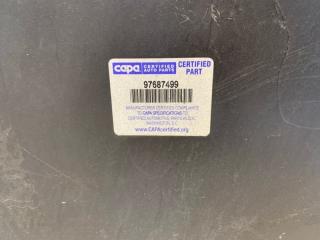 capa CERTIFIED AUTO PARTS CERTIFIED PART
97687499
MANUFACTURER CERTIFIES COMPLIANCE
TO CAPA SPECIFICATIONS TO
CERTIFIED AUTOMOTIVE PARTS ASSOC.
WASHINGTON, D.C.
www.CAPAcertified.org